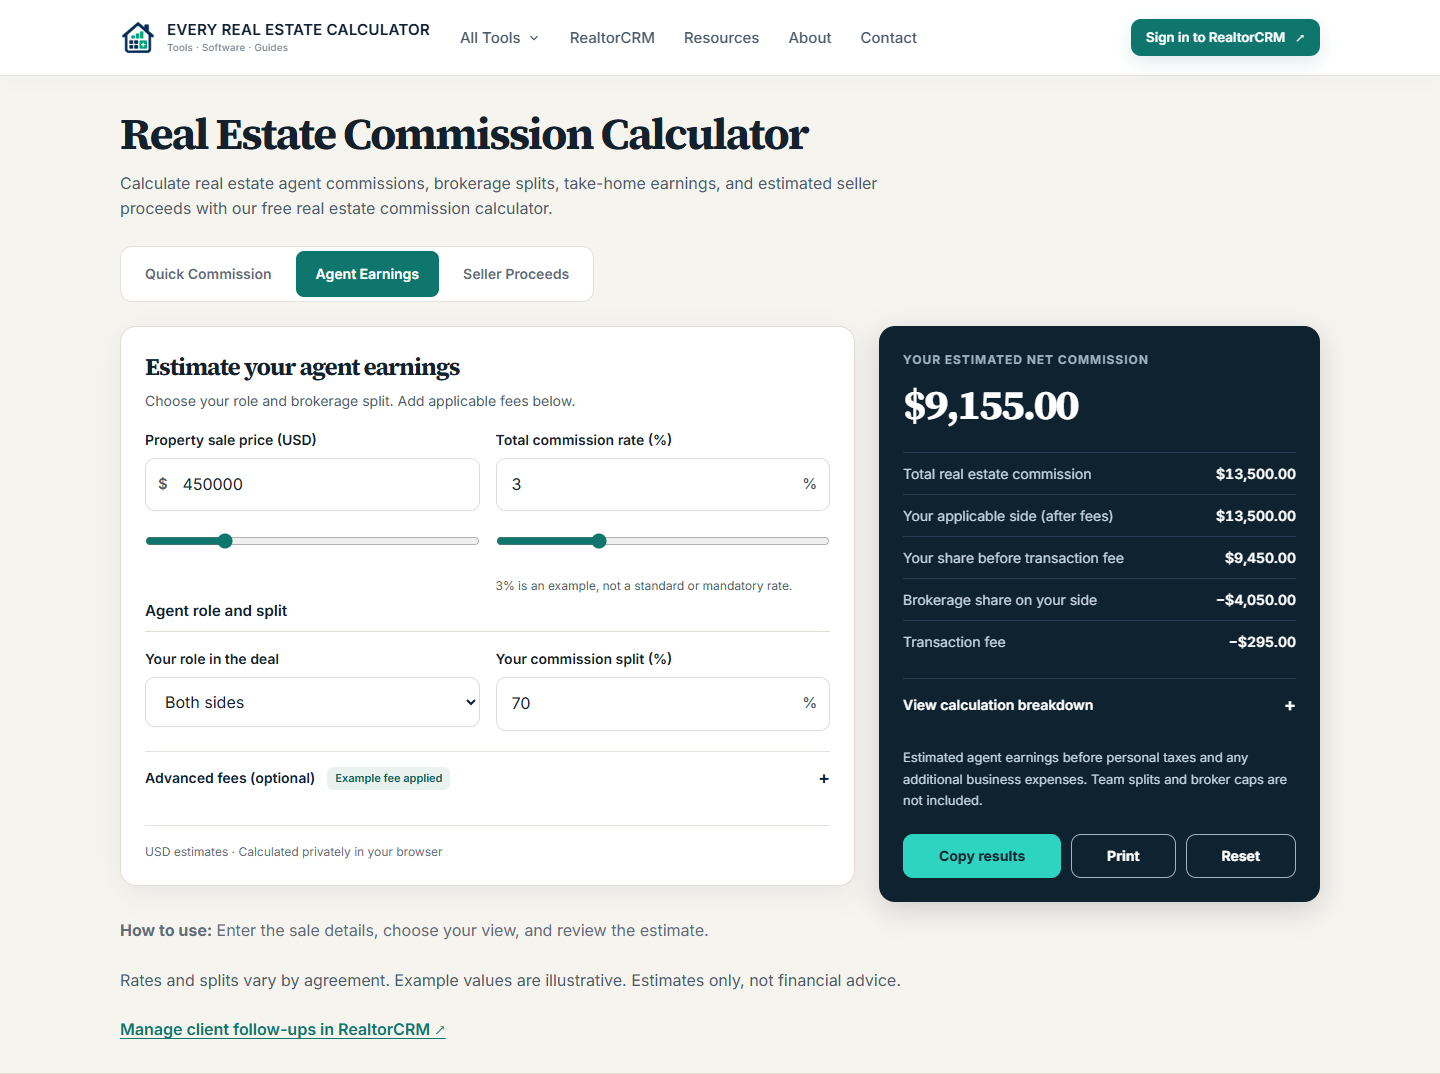 EVERY REAL ESTATE CALCULATOR
Tools · Software · Guides
All Tools
RealtorCRM
Resources
About
Contact
Sign in to RealtorCRM ↗
Real Estate Commission Calculator
Calculate real estate agent commissions, brokerage splits, take-home earnings, and estimated seller
proceeds with our free real estate commission calculator.
Quick Commission
Agent Earnings
Seller Proceeds
Estimate your agent earnings
Choose your role and brokerage split. Add applicable fees below.
Property sale price (USD)
$ 450000
Total commission rate (%)
3 %
3% is an example, not a standard or mandatory rate.
Agent role and split
Your role in the deal
Both sides
Your commission split (%)
70 %
Advanced fees (optional) Example fee applied +
USD estimates · Calculated privately in your browser
YOUR ESTIMATED NET COMMISSION
$9,155.00
Total real estate commission $13,500.00
Your applicable side (after fees) $13,500.00
Your share before transaction fee $9,450.00
Brokerage share on your side −$4,050.00
Transaction fee −$295.00
View calculation breakdown +
Estimated agent earnings before personal taxes and any
additional business expenses. Team splits and broker caps are
not included.
Copy results
Print
Reset
How to use: Enter the sale details, choose your view, and review the estimate.
Rates and splits vary by agreement. Example values are illustrative. Estimates only, not financial advice.
Manage client follow-ups in RealtorCRM ↗